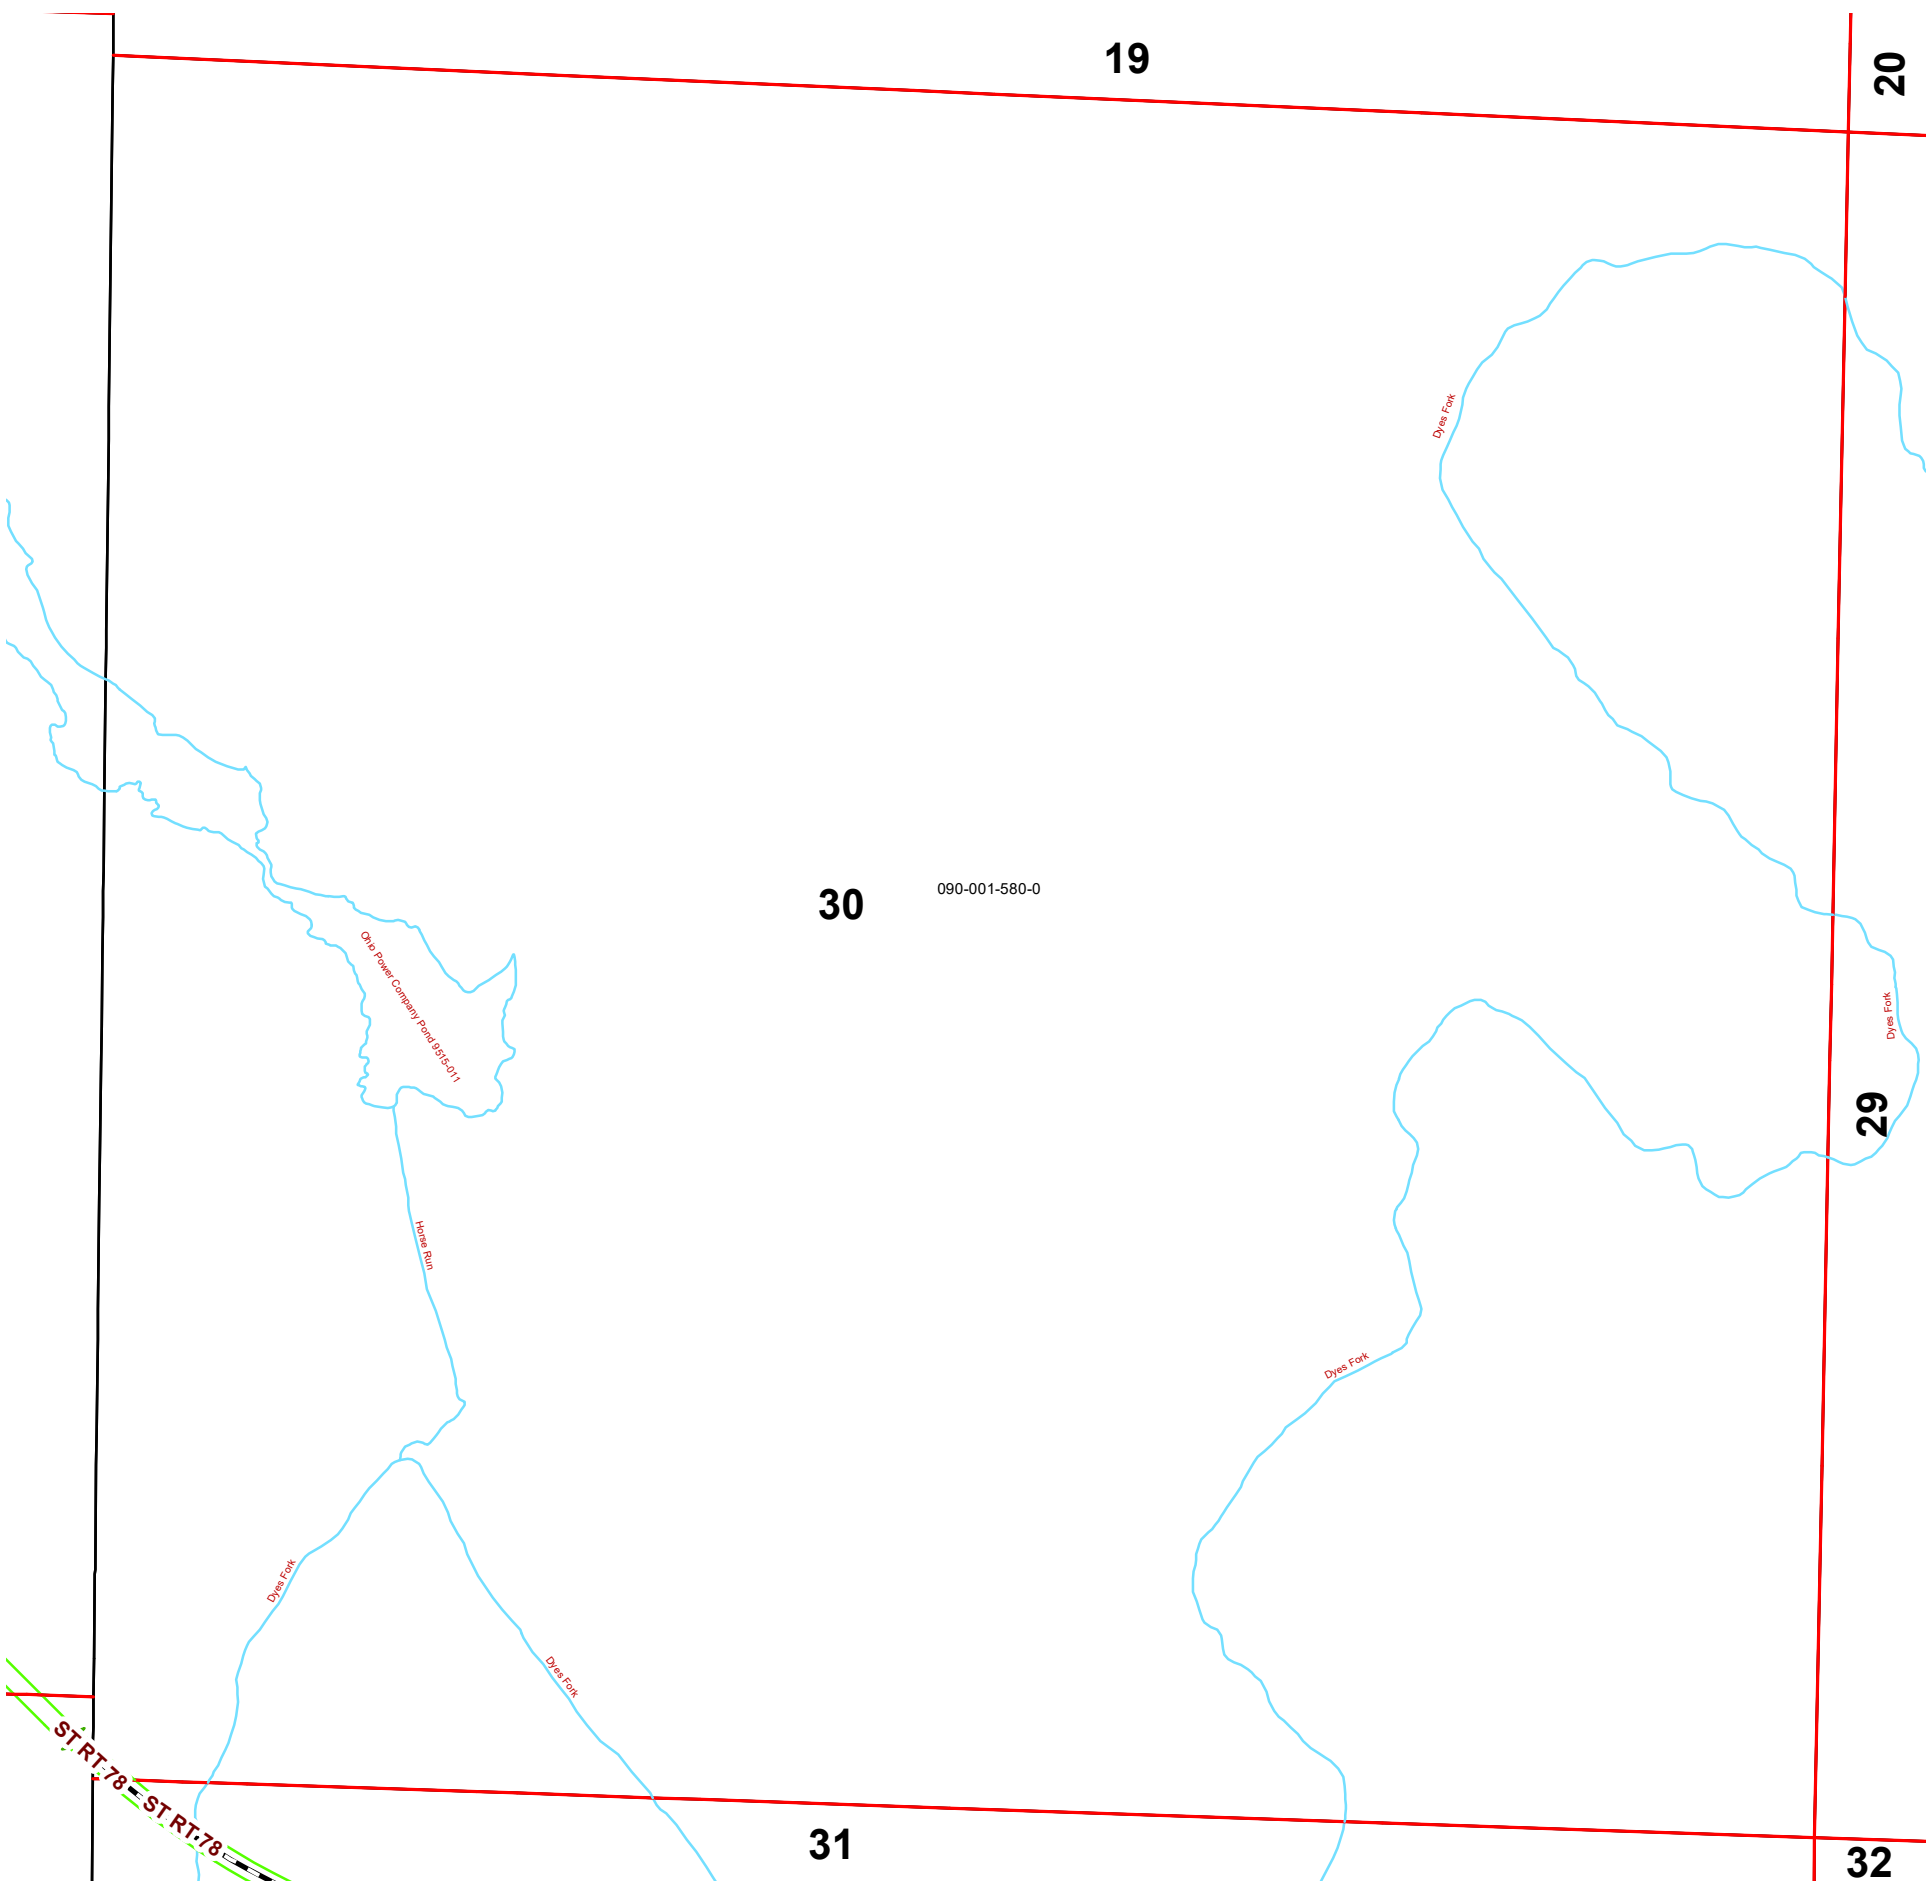 19
20
Dyes Fork
30
090-001-580-0
Ohio Power Company Pond 9515-011
Dyes Fork
29
Horse Run
Dyes Fork
Dyes Fork
Dyes Fork
ST RT 78
ST RT 78
31
32